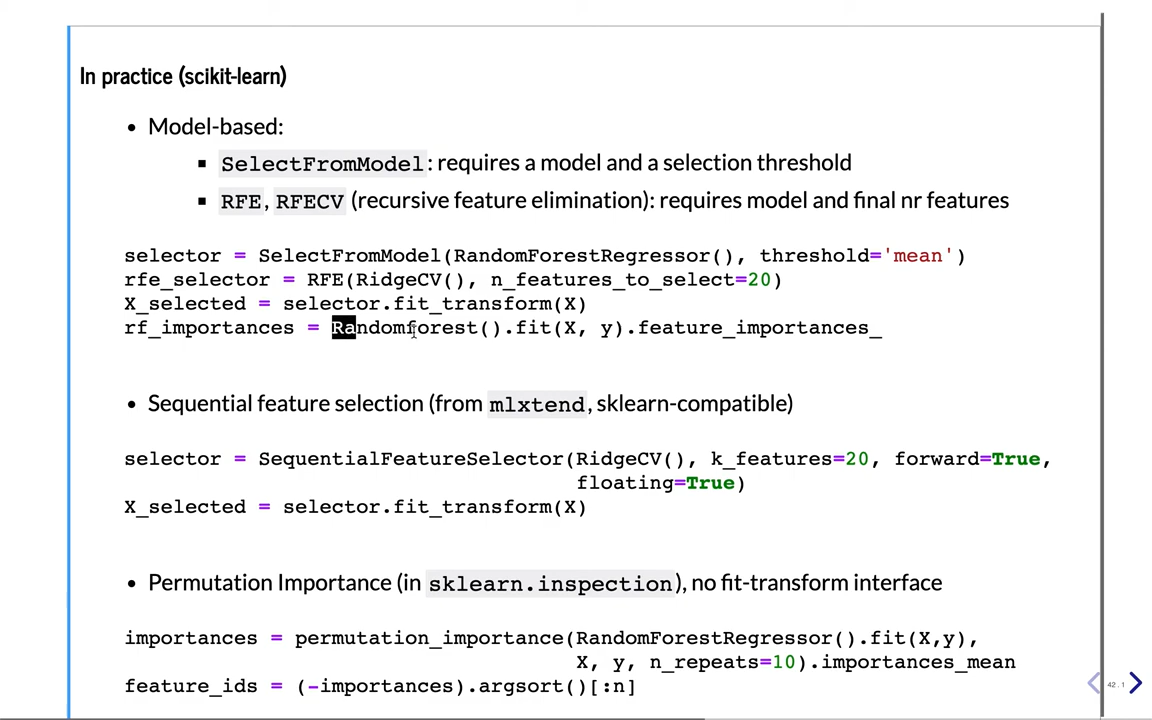 In practice (scikit-learn)
• Model-based:
▪ SelectFromModel: requires a model and a selection threshold
▪ RFE, RFECV (recursive feature elimination): requires model and final nr features
selector = SelectFromModel(RandomForestRegressor(), threshold='mean')
rfe_selector = RFE(RidgeCV(), n_features_to_select=20)
X_selected = selector.fit_transform(X)
rf_importances = Randomforest().fit(X, y).feature_importances_
• Sequential feature selection (from mlxtend, sklearn-compatible)
selector = SequentialFeatureSelector(RidgeCV(), k_features=20, forward=True,
floating=True)
X_selected = selector.fit_transform(X)
• Permutation Importance (in sklearn.inspection), no fit-transform interface
importances = permutation_importance(RandomForestRegressor().fit(X,y),
X, y, n_repeats=10).importances_mean
feature_ids = (-importances).argsort()[:n]
42.1